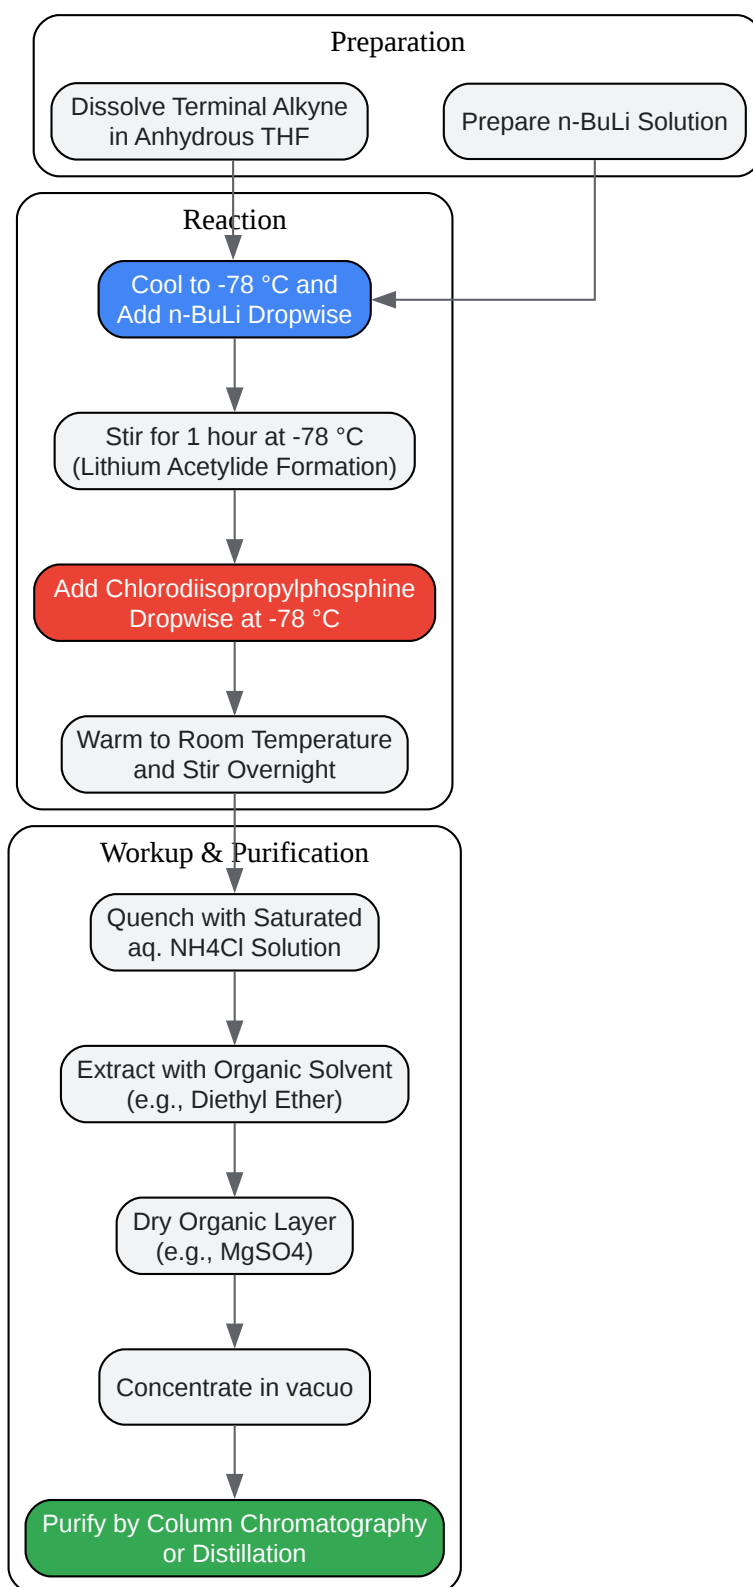 Preparation
Dissolve Terminal Alkyne
in Anhydrous THF
Prepare n-BuLi Solution
Reaction
Cool to -78 °C and
Add n-BuLi Dropwise
Stir for 1 hour at -78 °C
(Lithium Acetylide Formation)
Add Chlorodiisopropylphosphine
Dropwise at -78 °C
Warm to Room Temperature
and Stir Overnight
Workup & Purification
Quench with Saturated
aq. NH4Cl Solution
Extract with Organic Solvent
(e.g., Diethyl Ether)
Dry Organic Layer
(e.g., MgSO4)
Concentrate in vacuo
Purify by Column Chromatography
or Distillation